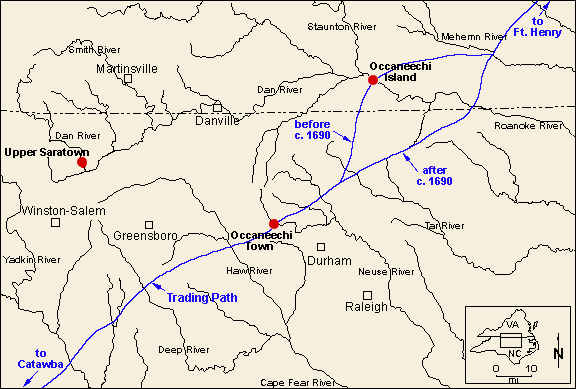 to
Ft. Henry
Staunton River
Meherrn River
Smith River
Martinsville
Occaneechi
Island
Dan River
Danville
before
c. 1690
Roanoke River
Dan River
Upper Saratown
after
c. 1690
Winston-Salem
Greensboro
Occaneechi
Town
Tar River
Yadkin River
Haw River
Durham
Neuse River
Trading Path
Raleigh
to
Catawba
Deep River
Cape Fear River
VA
NC
N
0 10
mi